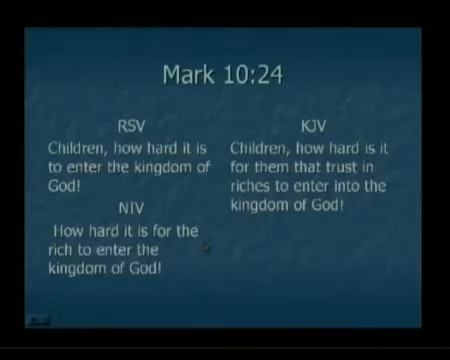 Mark 10:24
RSV
Children, how hard it is
to enter the kingdom of
God!
NIV
How hard it is for the
rich to enter the
kingdom of God!
KJV
Children, how hard is it
for them that trust in
riches to enter into the
kingdom of God!